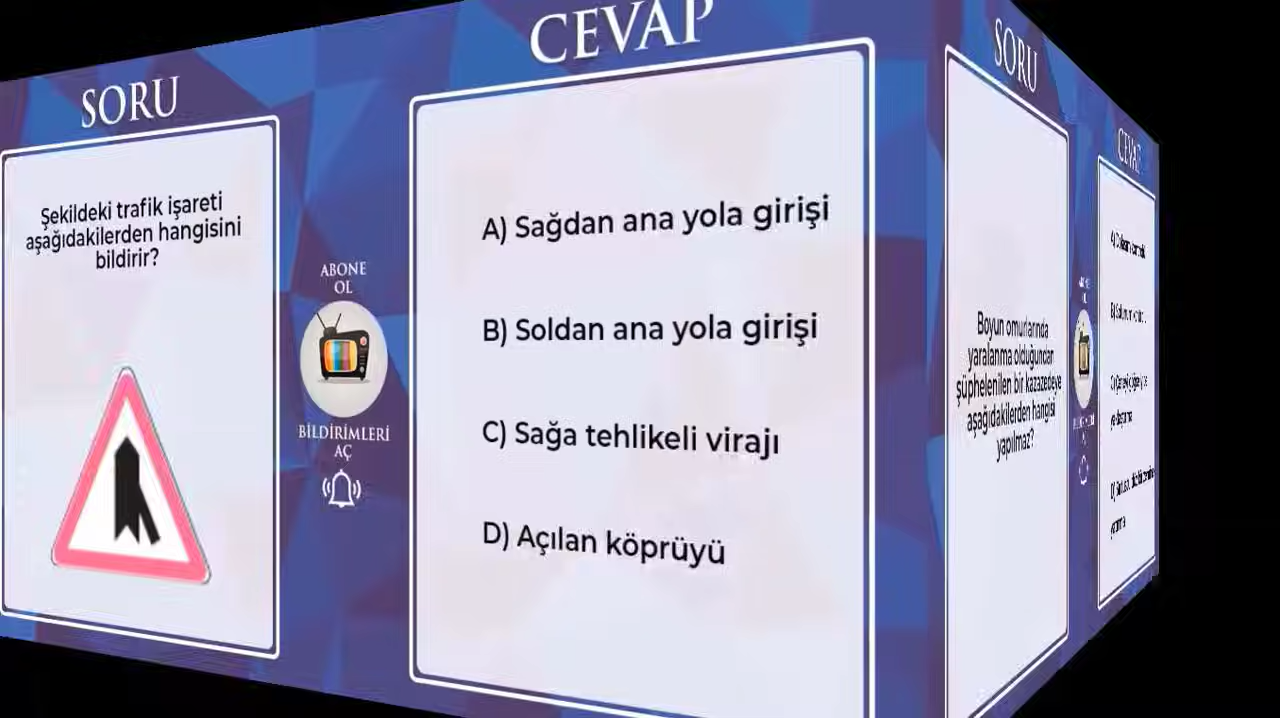 SORU
Şekildeki trafik işareti
aşağıdakilerden hangisini
bildirir?
ABONE
OL
BİLDİRİMLERİ
AÇ
CEVAP
A) Sağdan ana yola girişi
B) Soldan ana yola girişi
C) Sağa tehlikeli virajı
D) Açılan köprüyü
SORU
Boyun omurlarında
yaralanma olduğundan
şüphelenilen bir kazazedeye
aşağıdakilerden hangisi
yapılmaz?
CEVAP